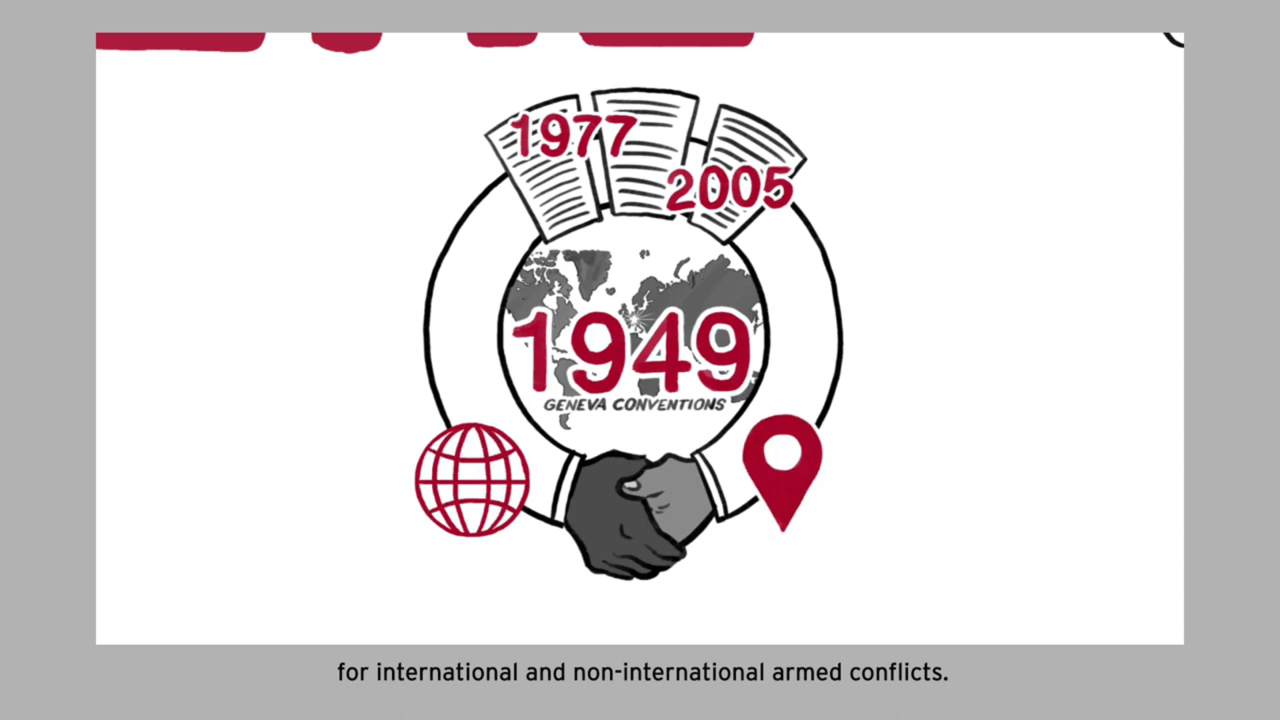 1977
2005
1949
GENEVA CONVENTIONS
for international and non-international armed conflicts.